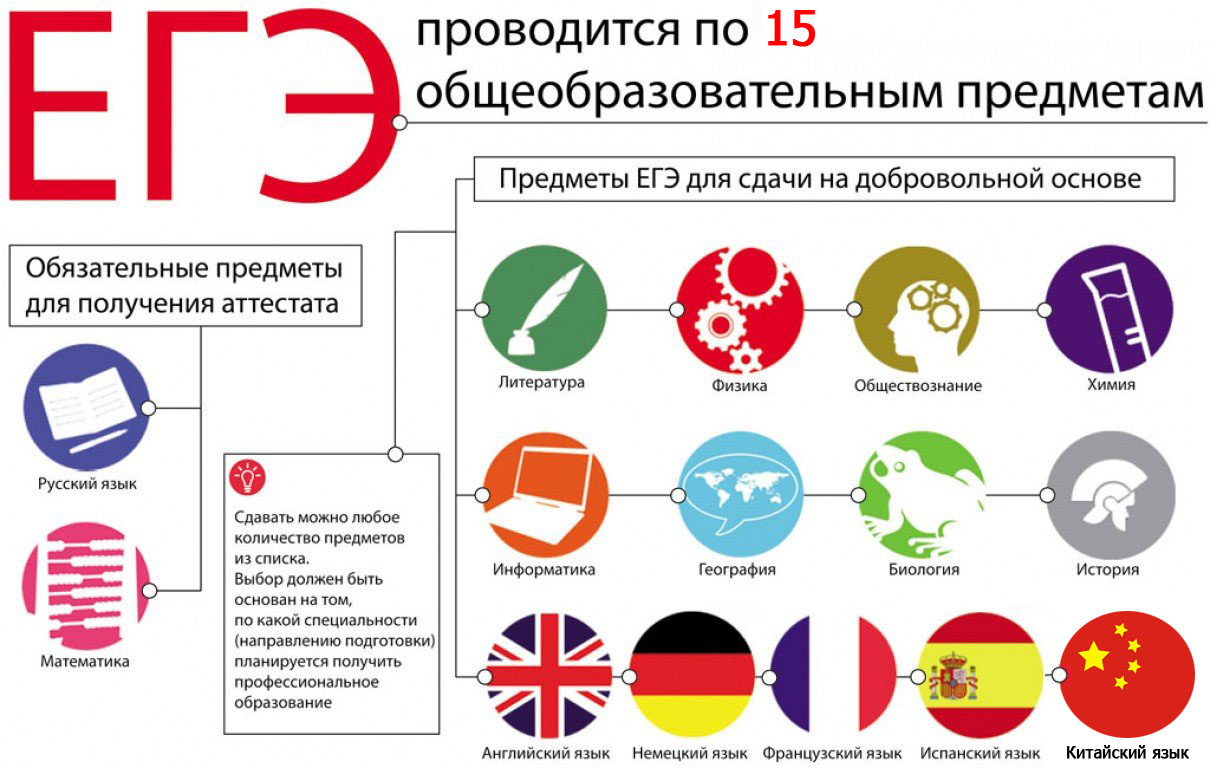 ЕГЭ
проводится по 15
общеобразовательным предметам
Предметы ЕГЭ для сдачи на добровольной основе
Обязательные предметы
для получения аттестата
Литература
Физика
Обществознание
Химия
Русский язык
Сдавать можно любое
количество предметов
из списка.
Выбор должен быть
основан на том,
по какой специальности
(направлению подготовки)
планируется получить
профессиональное
образование
Информатика
География
Биология
История
Математика
Английский язык
Немецкий язык
Французский язык
Испанский язык
Китайский язык